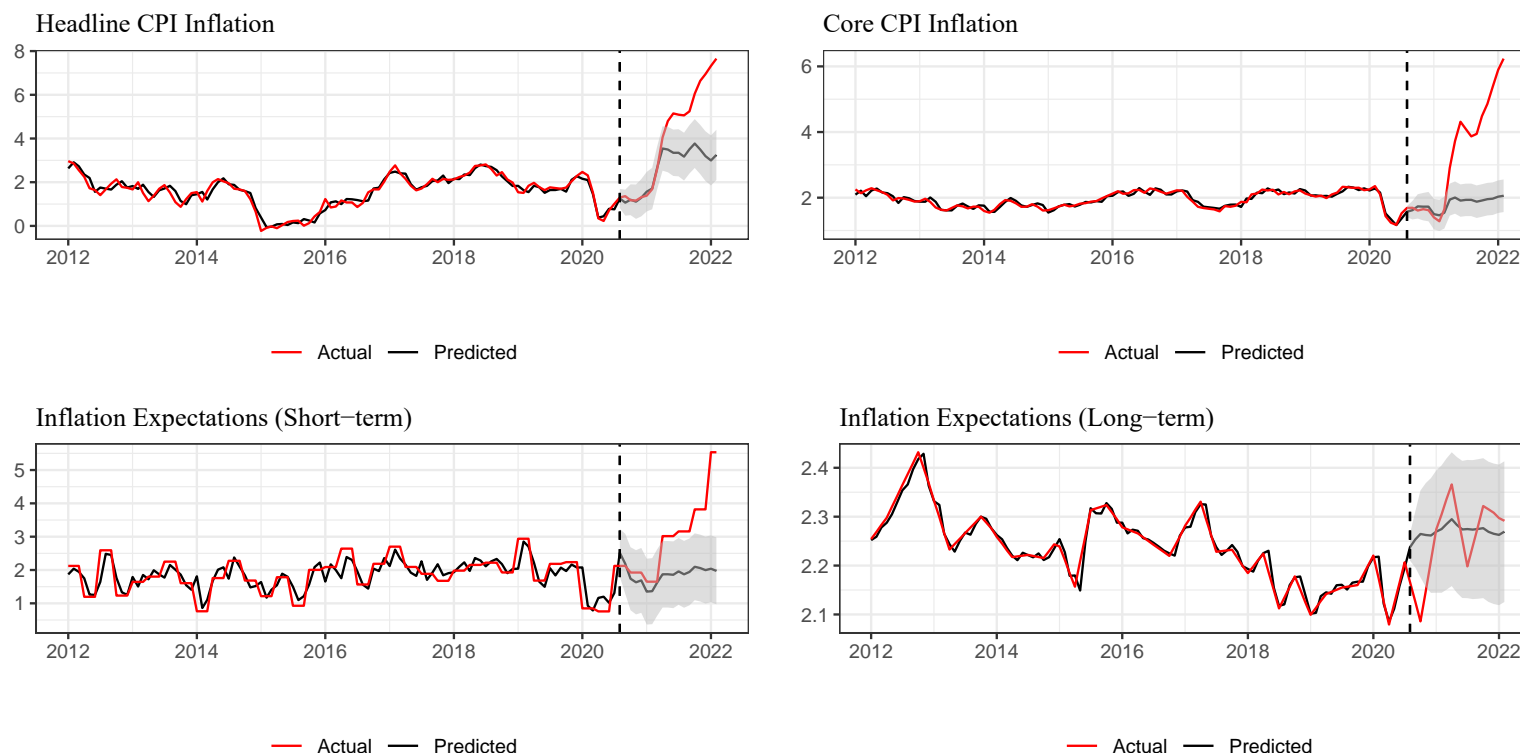 Headline CPI Inflation
8
6
4
2
0
2012 2014 2016 2018 2020 2022
Actual Predicted
Core CPI Inflation
6
4
2
2012 2014 2016 2018 2020 2022
Actual Predicted
Inflation Expectations (Short−term)
5
4
3
2
1
2012 2014 2016 2018 2020 2022
Actual Predicted
Inflation Expectations (Long−term)
2.4
2.3
2.2
2.1
2012 2014 2016 2018 2020 2022
Actual Predicted